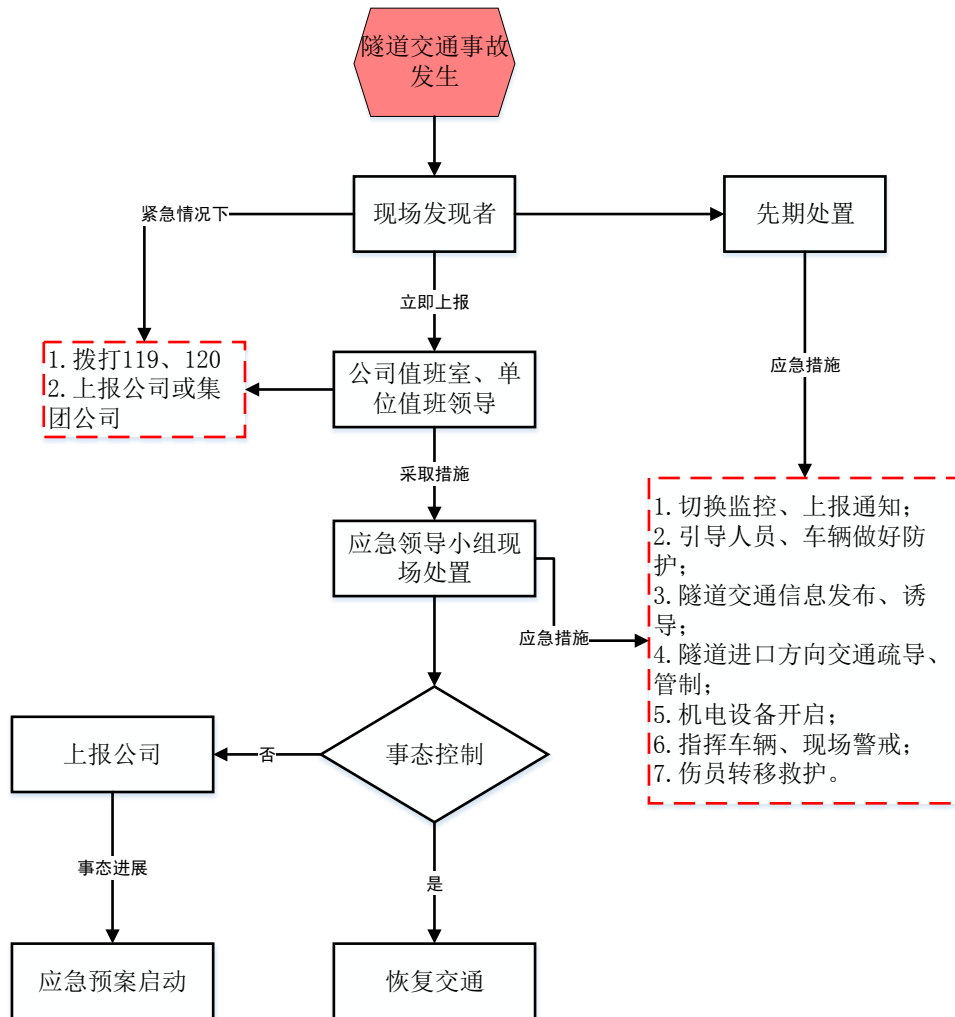 隧道交通事故
发生
紧急情况下
现场发现者
先期处置
立即上报
1.拨打119、120
2.上报公司或集
团公司
公司值班室、单
位值班领导
应急措施
采取措施
应急领导小组现
场处置
应急措施
1.切换监控、上报通知；
2.引导人员、车辆做好防
护；
3.隧道交通信息发布、诱
导；
4.隧道进口方向交通疏导、
管制；
5.机电设备开启；
6.指挥车辆、现场警戒；
7.伤员转移救护。
上报公司
否
事态控制
事态进展
是
应急预案启动
恢复交通